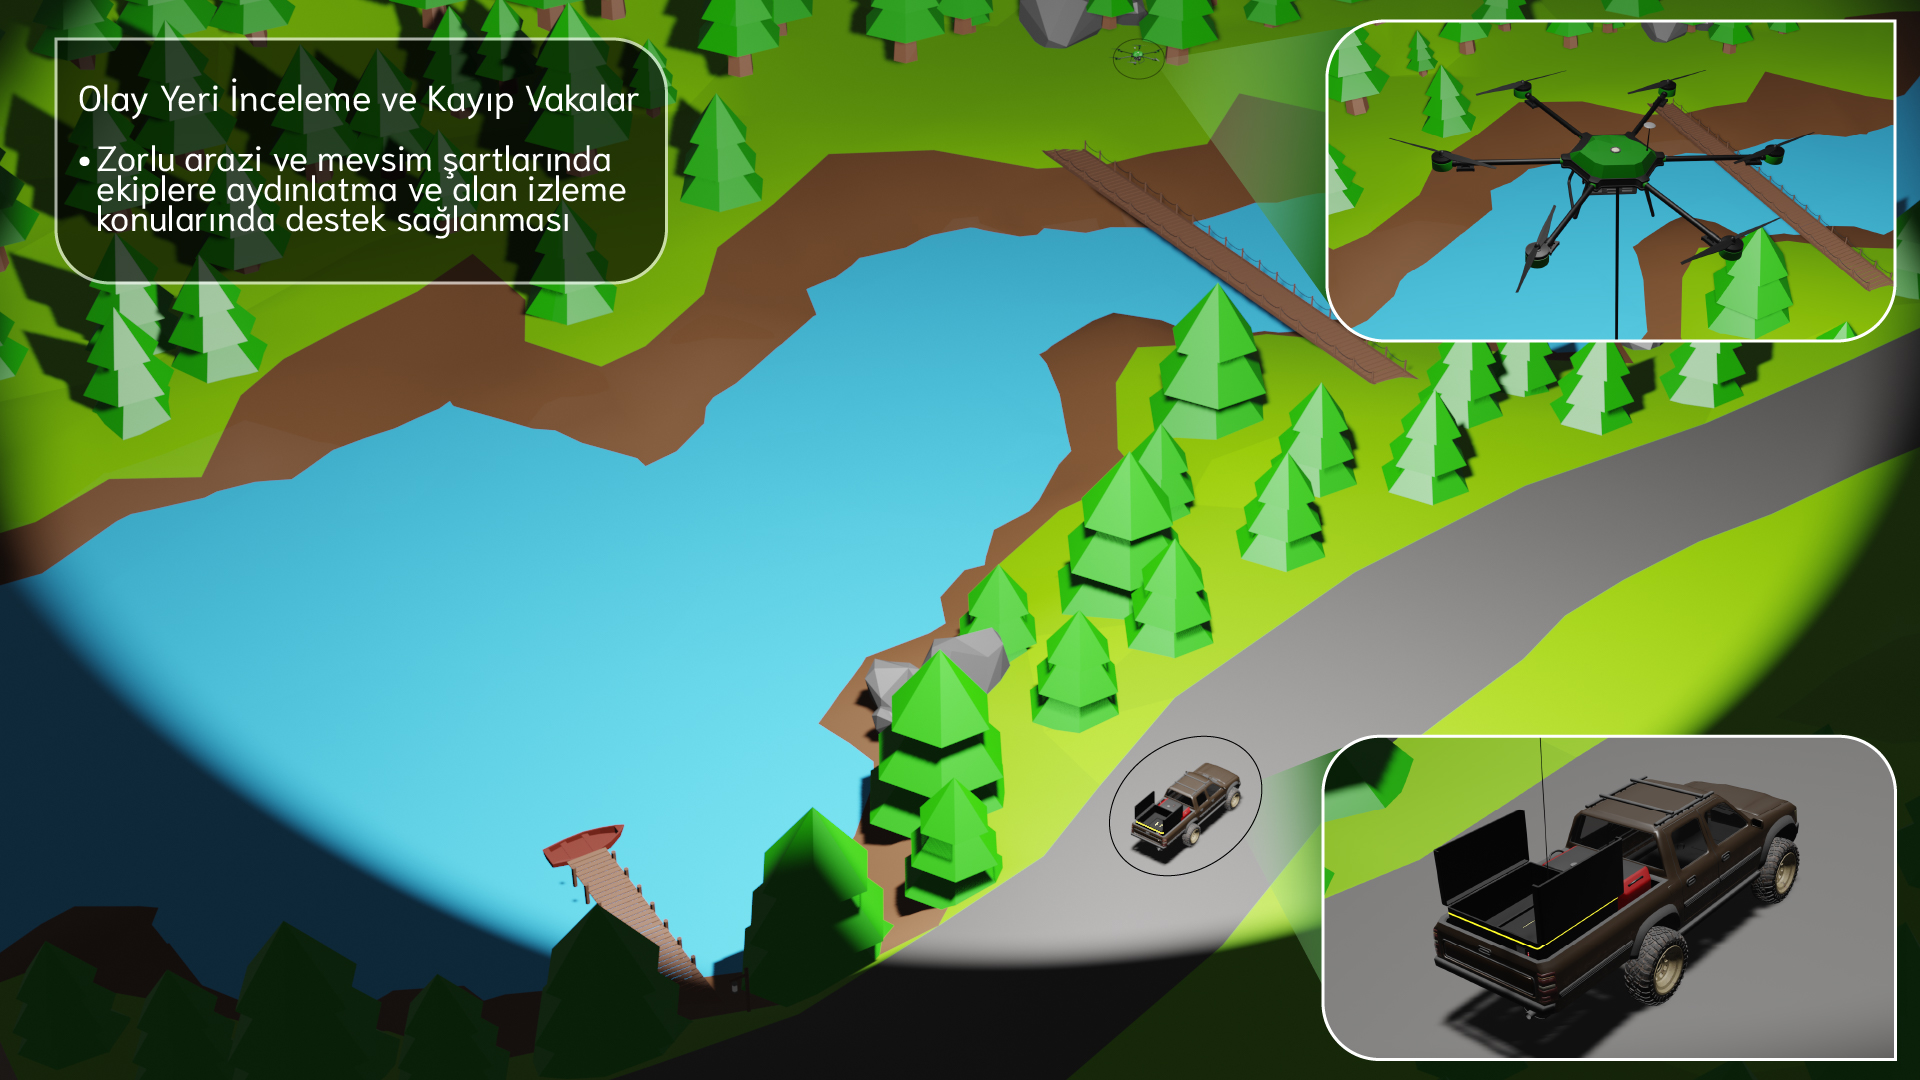 Olay Yeri İnceleme ve Kayıp Vakalar
• Zorlu arazi ve mevsim şartlarında
ekiplere aydınlatma ve alan izleme
konularında destek sağlanması